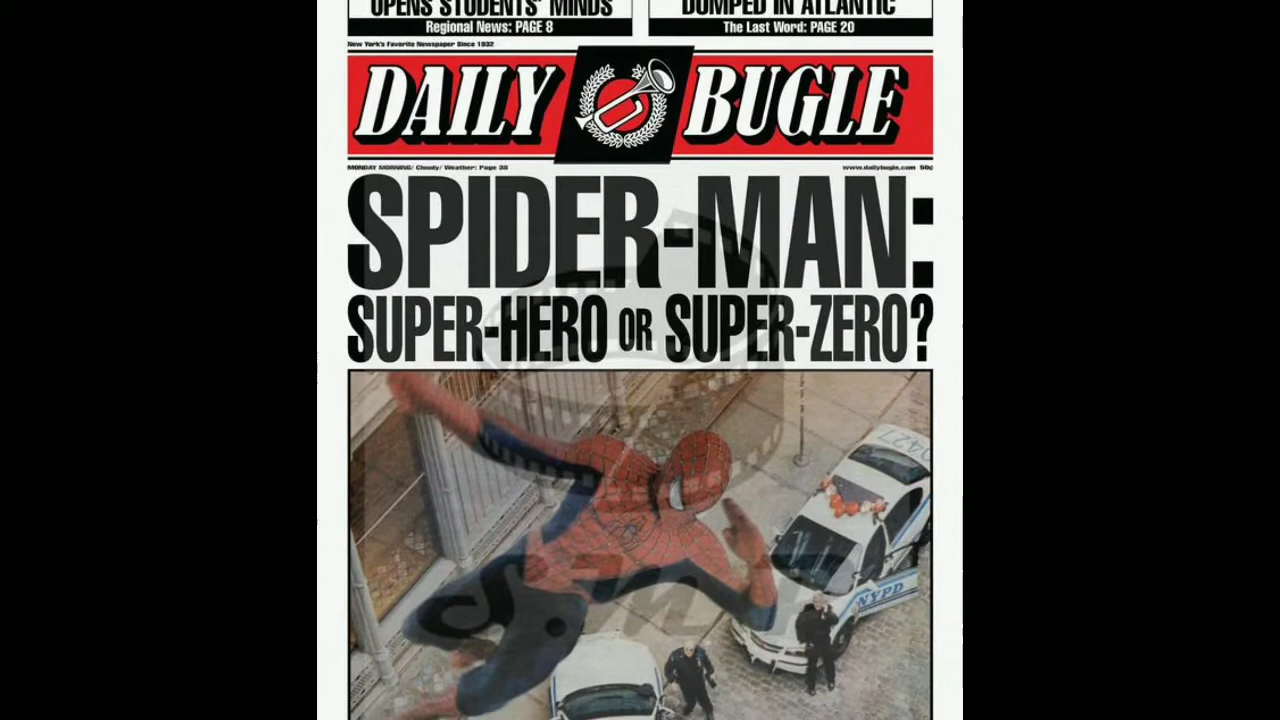 OPENS STUDENTS' MINDS
DUMPED IN ATLANTIC
Regional News: PAGE 8
The Last Word: PAGE 20
New York's Favorite Newspaper Since 1932
DAILY BUGLE
MONDAY MORNING/ Cloudy/ Weather: Page 38
www.dailybugle.com 50¢
SPIDER-MAN:
SUPER-HERO OR SUPER-ZERO?
0427
NYPD